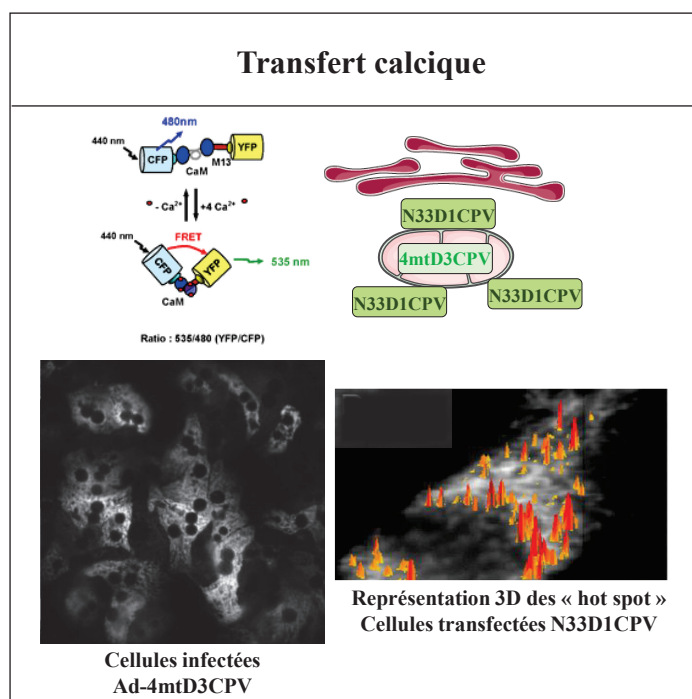 Transfert calcique
480nm
440 nm
CFP
YFP
M13
CaM
- Ca²⁺
+4 Ca²⁺
440 nm
FRET
CFP
YFP
535 nm
CaM
Ratio : 535/480 (YFP/CFP)
N33D1CPV
4mtD3CPV
N33D1CPV
N33D1CPV
Cellules infectées
Ad-4mtD3CPV
Représentation 3D des « hot spot »
Cellules transfectées N33D1CPV